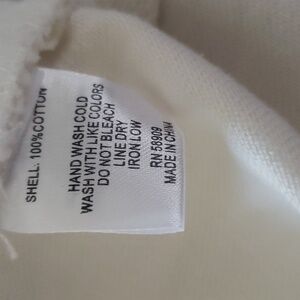 SHELL: 100%COTTON
HAND WASH COLD
WASH WITH LIKE COLORS
DO NOT BLEACH
LINE DRY
IRON LOW
RN 58909
MADE IN CHINA